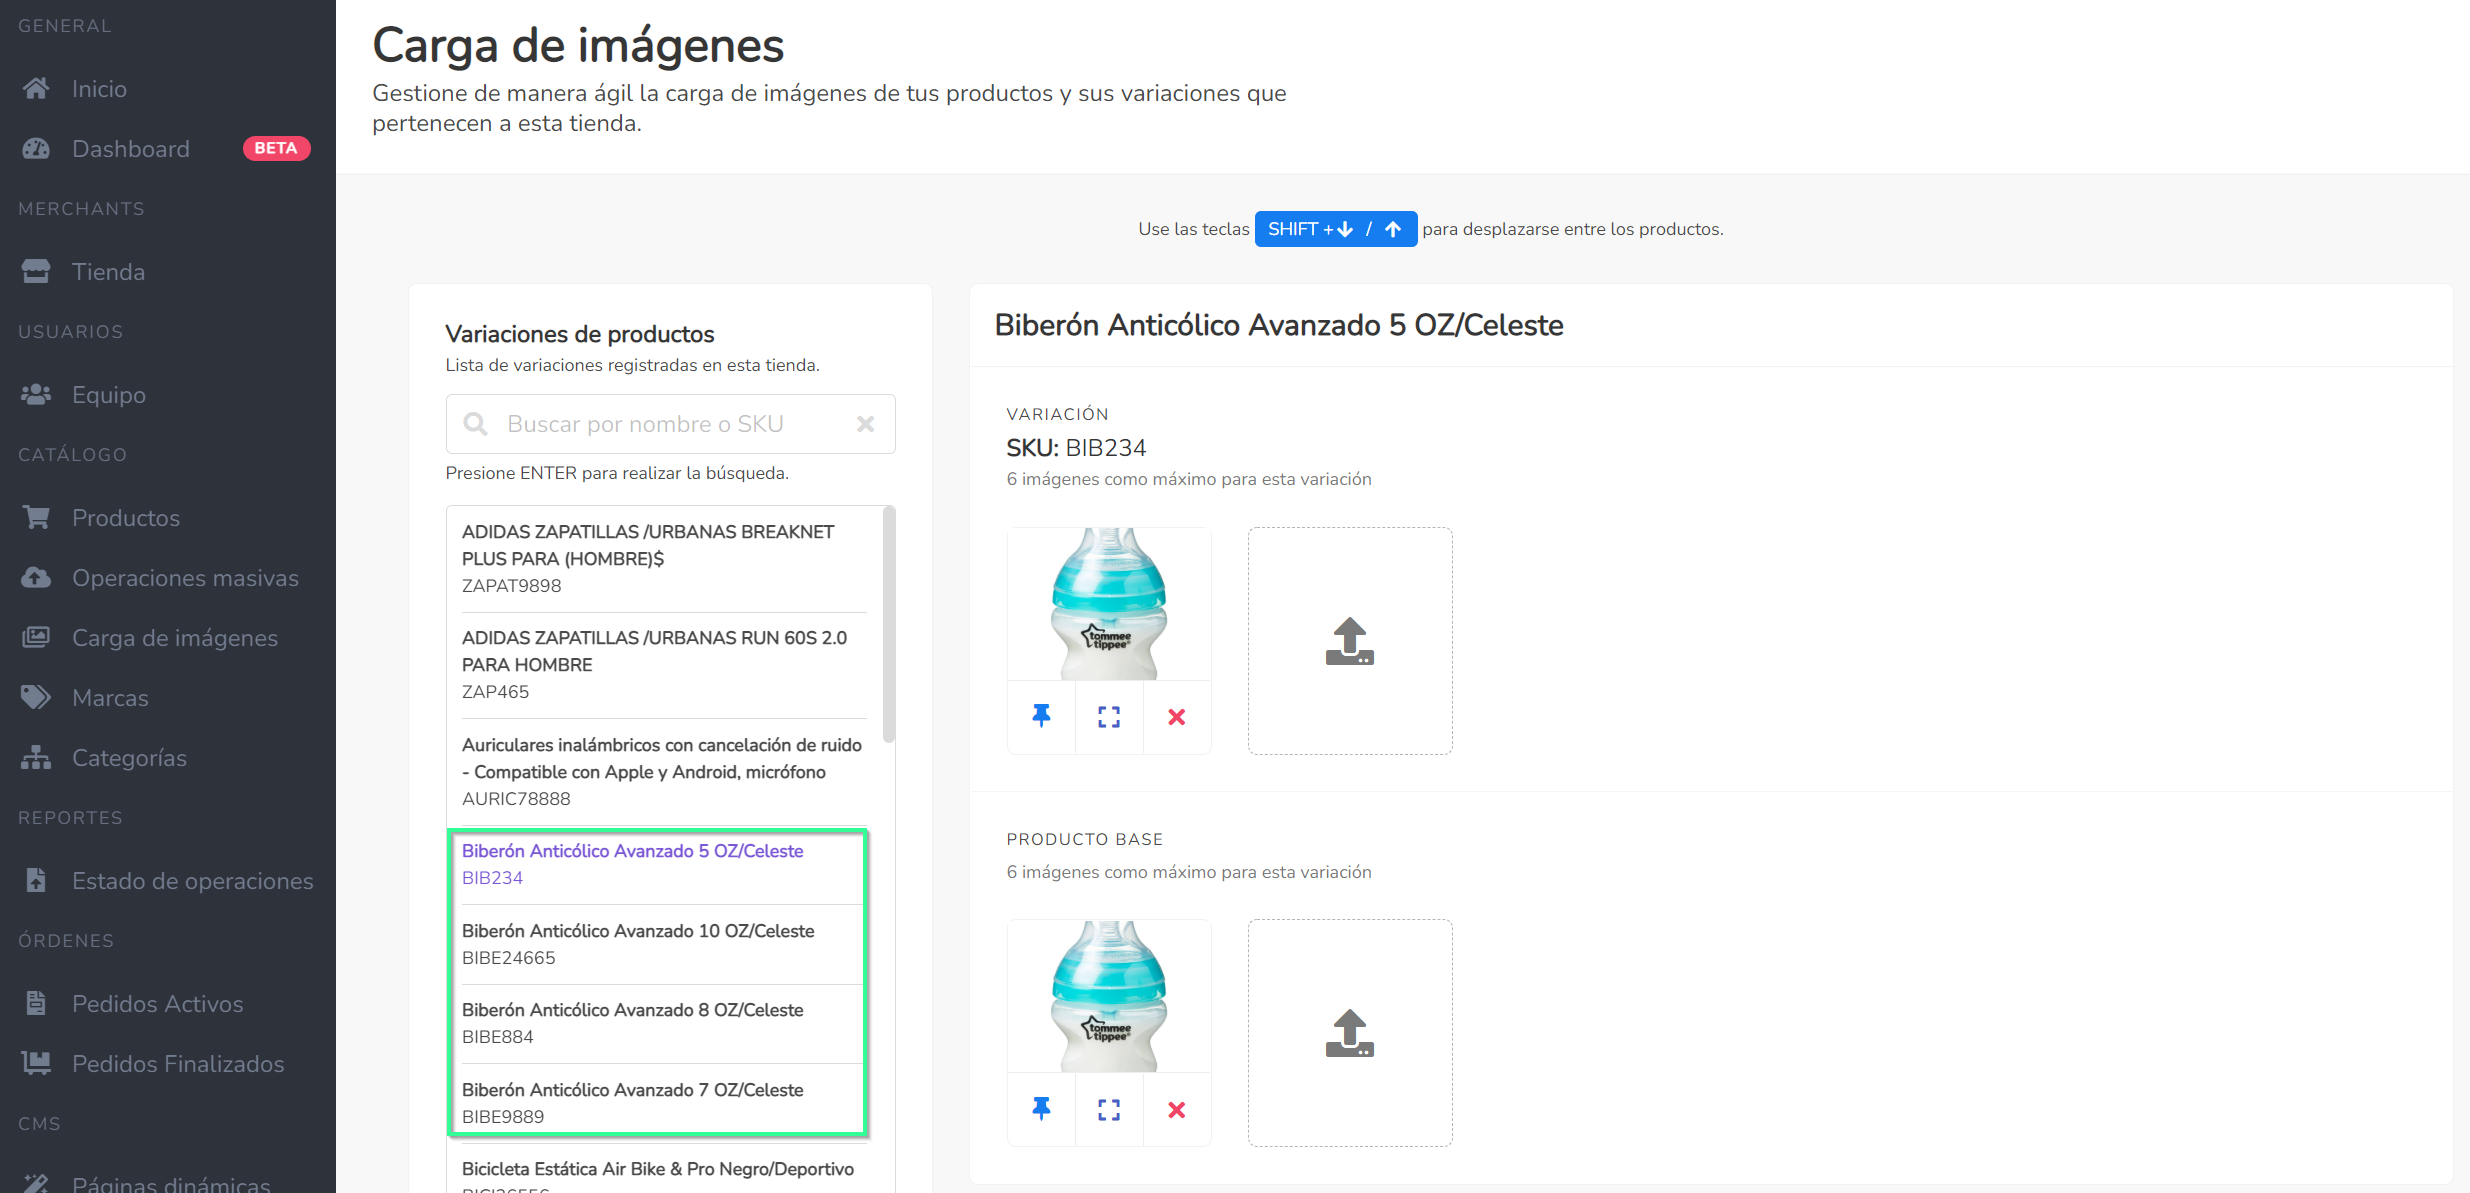 GENERAL
Inicio
Dashboard
BETA
MERCHANTS
Tienda
USUARIOS
Equipo
CATÁLOGO
Productos
Operaciones masivas
Carga de imágenes
Marcas
Categorías
REPORTES
Estado de operaciones
ÓRDENES
Pedidos Activos
Pedidos Finalizados
CMS
Páginas dinámicas
Carga de imágenes
Gestione de manera ágil la carga de imágenes de tus productos y sus variaciones que
pertenecen a esta tienda.
Use las teclas SHIFT + / para desplazarse entre los productos.
Variaciones de productos
Lista de variaciones registradas en esta tienda.
Buscar por nombre o SKU
Presione ENTER para realizar la búsqueda.
ADIDAS ZAPATILLAS /URBANAS BREAKNET
PLUS PARA (HOMBRE)$
ZAPAT9898
ADIDAS ZAPATILLAS /URBANAS RUN 60S 2.0
PARA HOMBRE
ZAP465
Auriculares inalámbricos con cancelación de ruido
- Compatible con Apple y Android, micrófono
AURIC78888
Biberón Anticólico Avanzado 5 OZ/Celeste
BIB234
Biberón Anticólico Avanzado 10 OZ/Celeste
BIBE24665
Biberón Anticólico Avanzado 8 OZ/Celeste
BIBE884
Biberón Anticólico Avanzado 7 OZ/Celeste
BIBE9889
Bicicleta Estática Air Bike & Pro Negro/Deportivo
Biberón Anticólico Avanzado 5 OZ/Celeste
VARIACIÓN
SKU: BIB234
6 imágenes como máximo para esta variación
tommee
tippee
PRODUCTO BASE
6 imágenes como máximo para esta variación
tommee
tippee